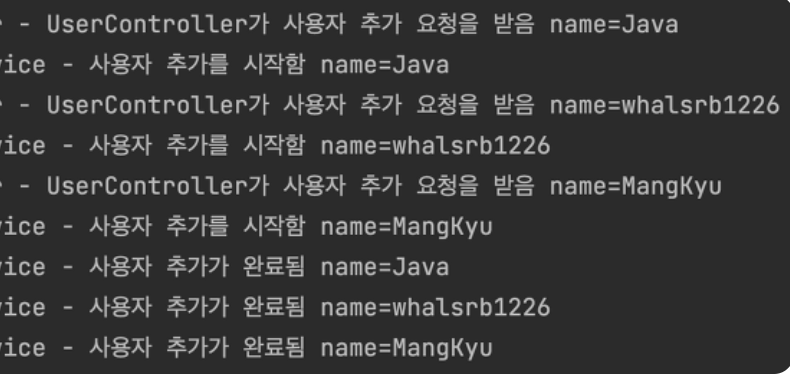 r - UserController가 사용자 추가 요청을 받음 name=Java
vice - 사용자 추가를 시작함 name=Java
r - UserController가 사용자 추가 요청을 받음 name=whalsrb1226
vice - 사용자 추가를 시작함 name=whalsrb1226
r - UserController가 사용자 추가 요청을 받음 name=MangKyu
vice - 사용자 추가를 시작함 name=MangKyu
vice - 사용자 추가가 완료됨 name=Java
vice - 사용자 추가가 완료됨 name=whalsrb1226
vice - 사용자 추가가 완료됨 name=MangKyu